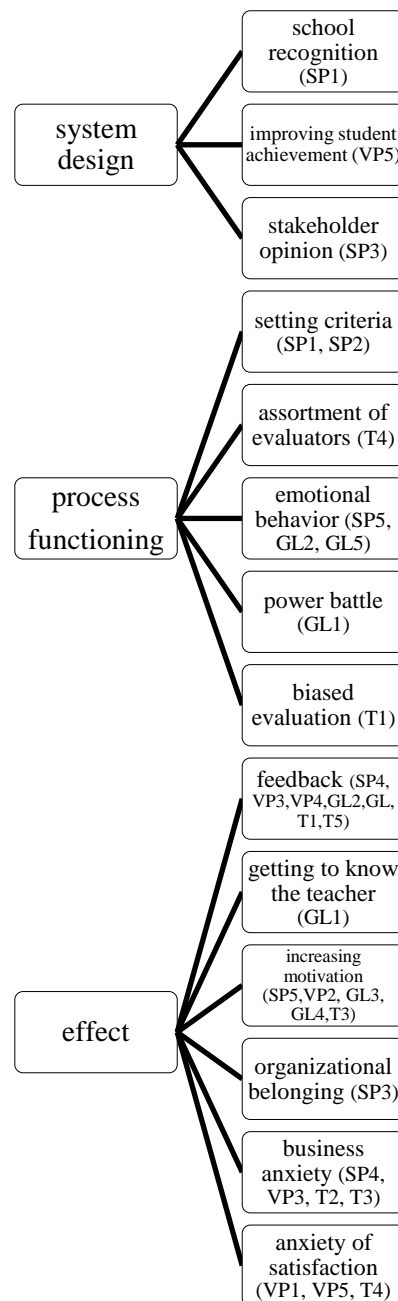 system
design
school
recognition
(SP1)
improving student
achievement (VP5)
stakeholder
opinion (SP3)
process
functioning
setting criteria
(SP1, SP2)
assortment of
evaluators (T4)
emotional
behavior (SP5,
GL2, GL5)
power battle
(GL1)
biased
evaluation (T1)
effect
feedback (SP4,
VP3,VP4,GL2,GL,
T1,T5)
getting to know
the teacher
(GL1)
increasing
motivation
(SP5,VP2, GL3,
GL4,T3)
organizational
belonging (SP3)
business
anxiety (SP4,
VP3, T2, T3)
anxiety of
satisfaction
(VP1, VP5, T4)